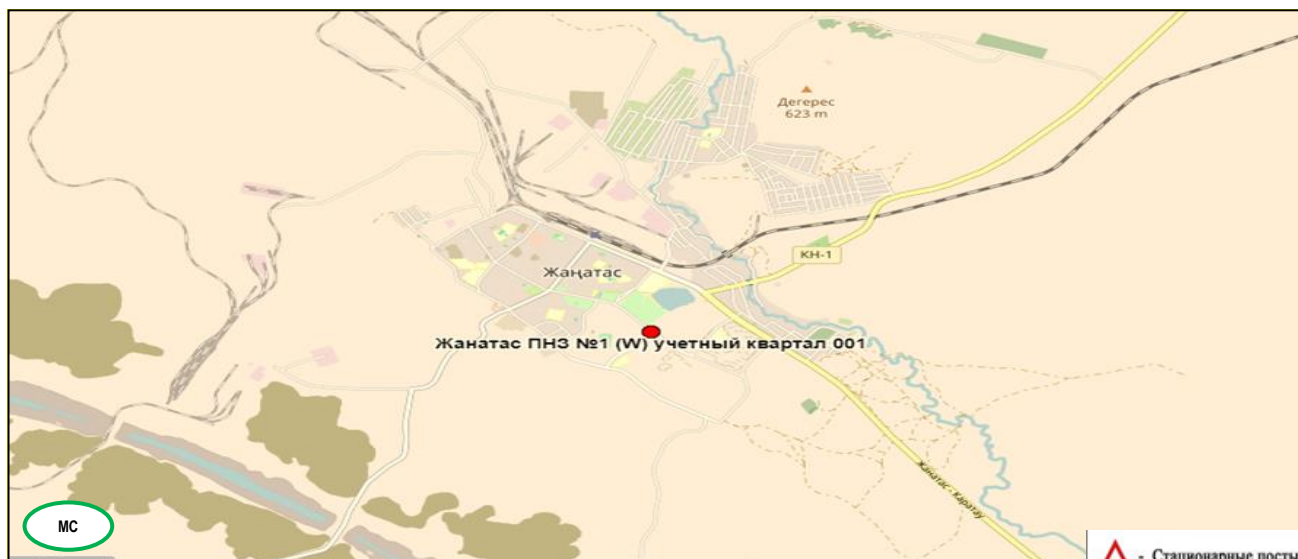 Дегерес
623 m
КН-1
Жаңатас
Жанатас ПНЗ №1 (W) учетный квартал 001
Жанатас - Каратау
МС
- Стационарные посты